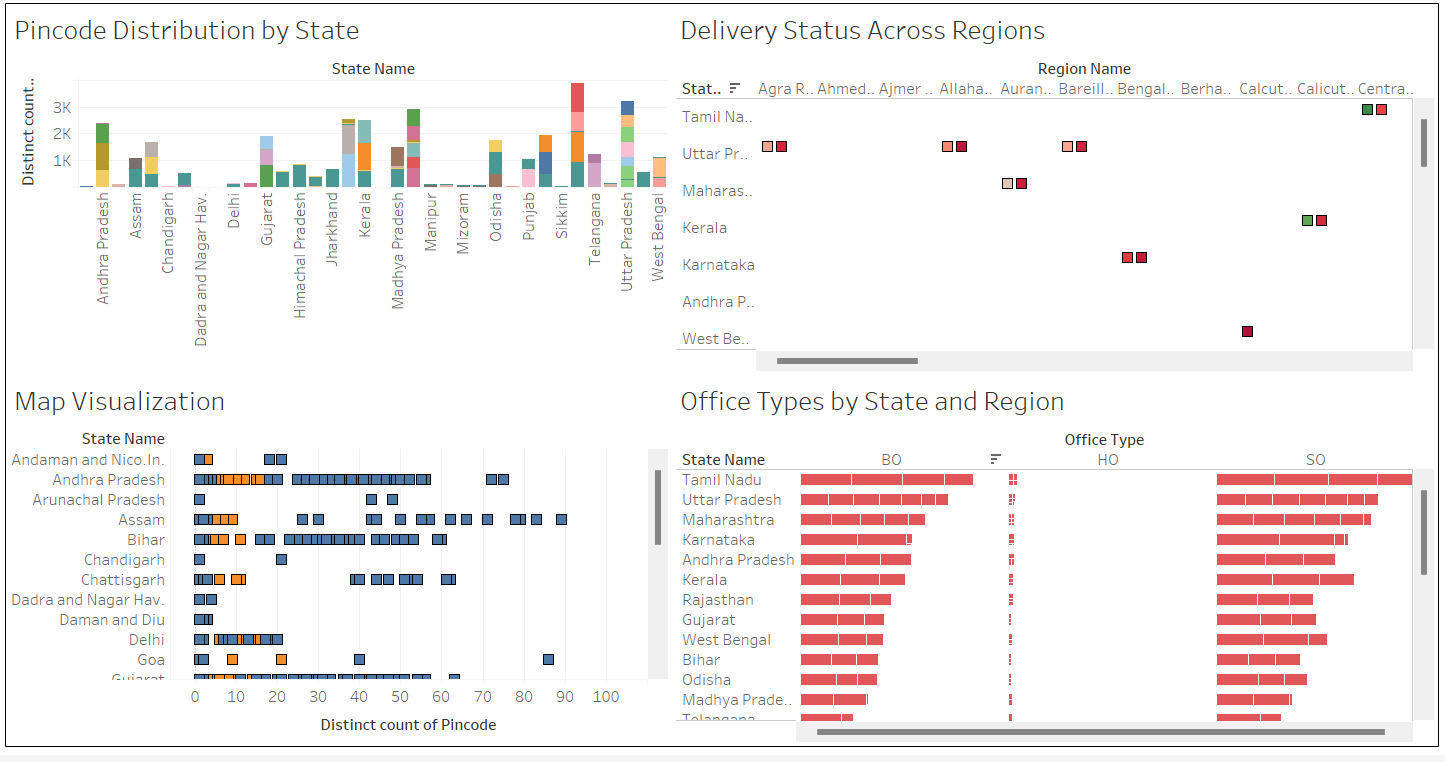 Pincode Distribution by State
State Name
Distinct count..
3K
2K
1K
Andhra Pradesh
Assam
Chandigarh
Dadra and Nagar Hav.
Delhi
Gujarat
Himachal Pradesh
Jharkhand
Kerala
Madhya Pradesh
Manipur
Mizoram
Odisha
Punjab
Sikkim
Telangana
Uttar Pradesh
West Bengal
Delivery Status Across Regions
Region Name
Stat.. Agra R.. Ahmed.. Ajmer .. Allaha.. Auran.. Bareill.. Bengal.. Berha.. Calcut.. Calicut.. Centra..
Tamil Na..
Uttar Pr..
Maharas..
Kerala
Karnataka
Andhra P..
West Be..
Map Visualization
State Name
Andaman and Nico.In.
Andhra Pradesh
Arunachal Pradesh
Assam
Bihar
Chandigarh
Chattisgarh
Dadra and Nagar Hav.
Daman and Diu
Delhi
Goa
Gujarat
0 10 20 30 40 50 60 70 80 90 100
Distinct count of Pincode
Office Types by State and Region
Office Type
State Name BO HO SO
Tamil Nadu
Uttar Pradesh
Maharashtra
Karnataka
Andhra Pradesh
Kerala
Rajasthan
Gujarat
West Bengal
Bihar
Odisha
Madhya Prade..
Telangana